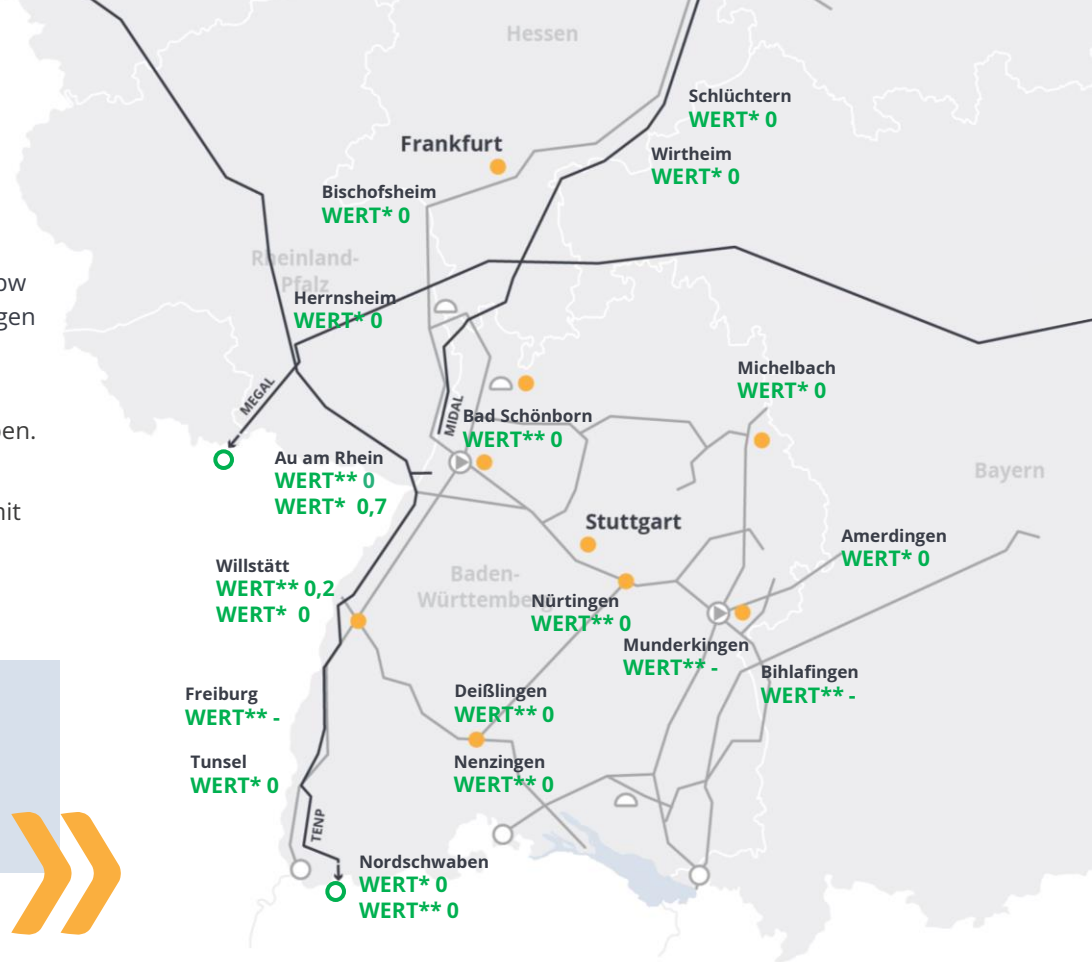 Hessen
Schlüchtern
WERT* 0
Frankfurt
Wirtheim
WERT* 0
Bischofsheim
WERT* 0
Rheinland-
Pfalz
Herrnsheim
WERT* 0
gen
Michelbach
WERT* 0
MEGAL
MIDAL
Bad Schönborn
WERT** 0
en.
Au am Rhein
WERT** 0
WERT* 0,7
Bayern
Stuttgart
Amerdingen
WERT* 0
Willstätt
WERT** 0,2
WERT* 0
Baden-
Württemberg
Nürtingen
WERT** 0
Munderkingen
WERT** -
Bihlafingen
WERT** -
Freiburg
WERT** -
Deißlingen
WERT** 0
Tunsel
WERT* 0
Nenzingen
WERT** 0
TENP
Nordschwaben
WERT* 0
WERT** 0